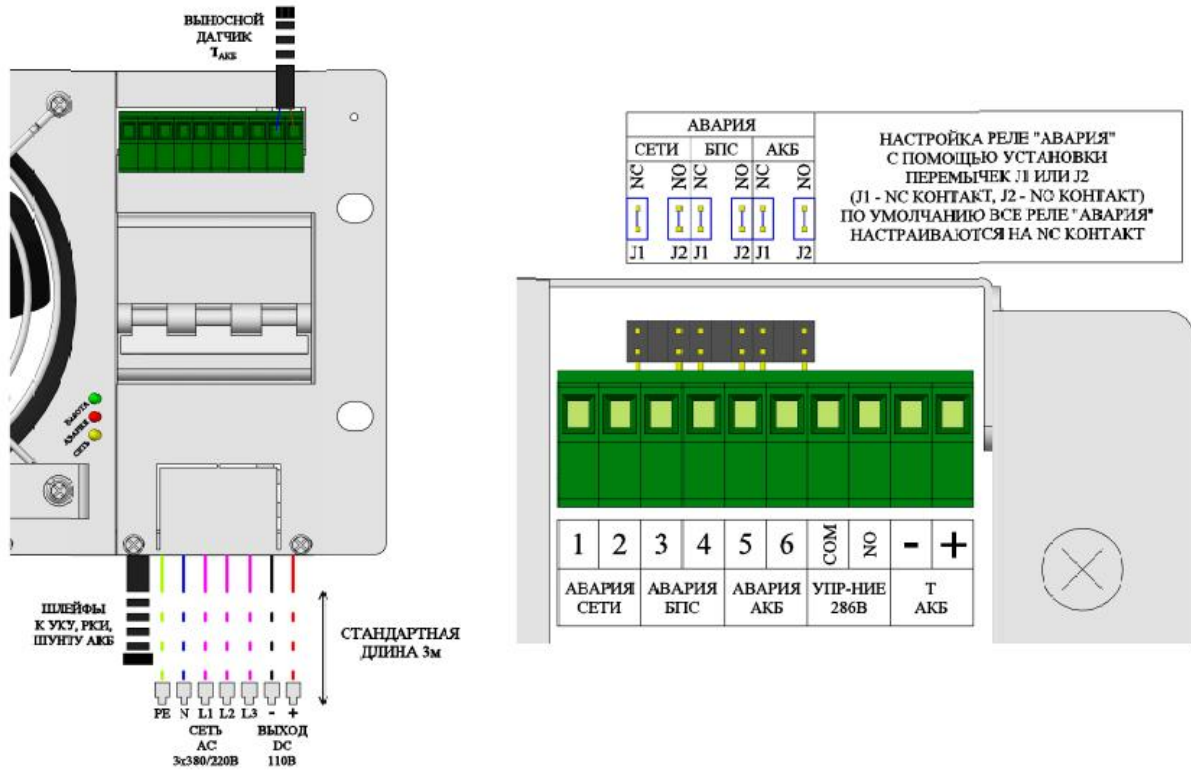 ВЫНОСНОЙ
ДАТЧИК
TАКБ
РАБОТА
АВАРИЯ
СЕТЬ
ШЛЕЙФЫ
К УКУ, РКИ,
ШУНТУ АКБ
СТАНДАРТНАЯ
ДЛИНА 3м
PE N L1 L2 L3 - +
СЕТЬ ВЫХОД
AC DC
3х380/220В 110В
АВАРИЯ
СЕТИ БПС АКБ
NC NO NC NO NC NO
J1 J2 J1 J2 J1 J2
НАСТРОЙКА РЕЛЕ "АВАРИЯ"
С ПОМОЩЬЮ УСТАНОВКИ
ПЕРЕМЫЧЕК J1 ИЛИ J2
(J1 - NC КОНТАКТ, J2 - NO КОНТАКТ)
ПО УМОЛЧАНИЮ ВСЕ РЕЛЕ "АВАРИЯ"
НАСТРАИВАЮТСЯ НА NC КОНТАКТ
1 2 3 4 5 6 COM NO - +
АВАРИЯ АВАРИЯ АВАРИЯ УПР-НИЕ Т
СЕТИ БПС АКБ 286В АКБ